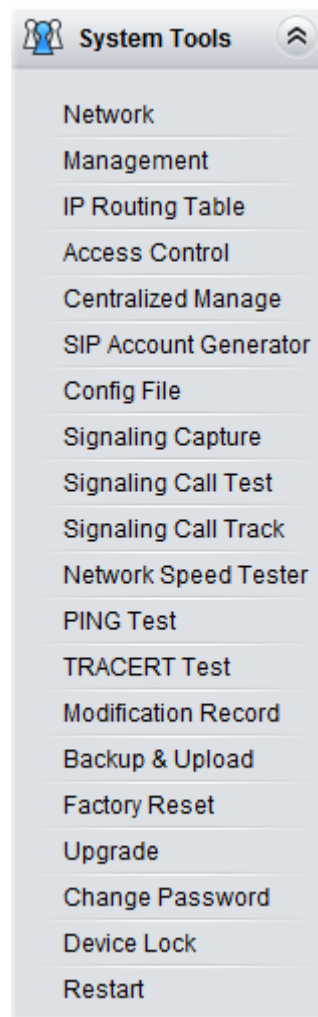 System Tools
Network
Management
IP Routing Table
Access Control
Centralized Manage
SIP Account Generator
Config File
Signaling Capture
Signaling Call Test
Signaling Call Track
Network Speed Tester
PING Test
TRACERT Test
Modification Record
Backup & Upload
Factory Reset
Upgrade
Change Password
Device Lock
Restart